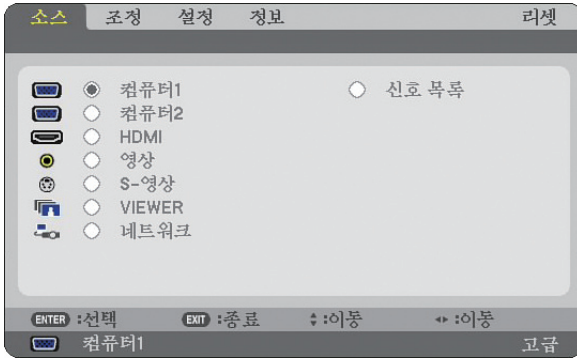 소스 조정 설정 정보 리셋
컴퓨터1 신호 목록
컴퓨터2
HDMI
영상
S-영상
VIEWER
네트워크
ENTER :선택 EXIT :종료 :이동 :이동
컴퓨터1 고급